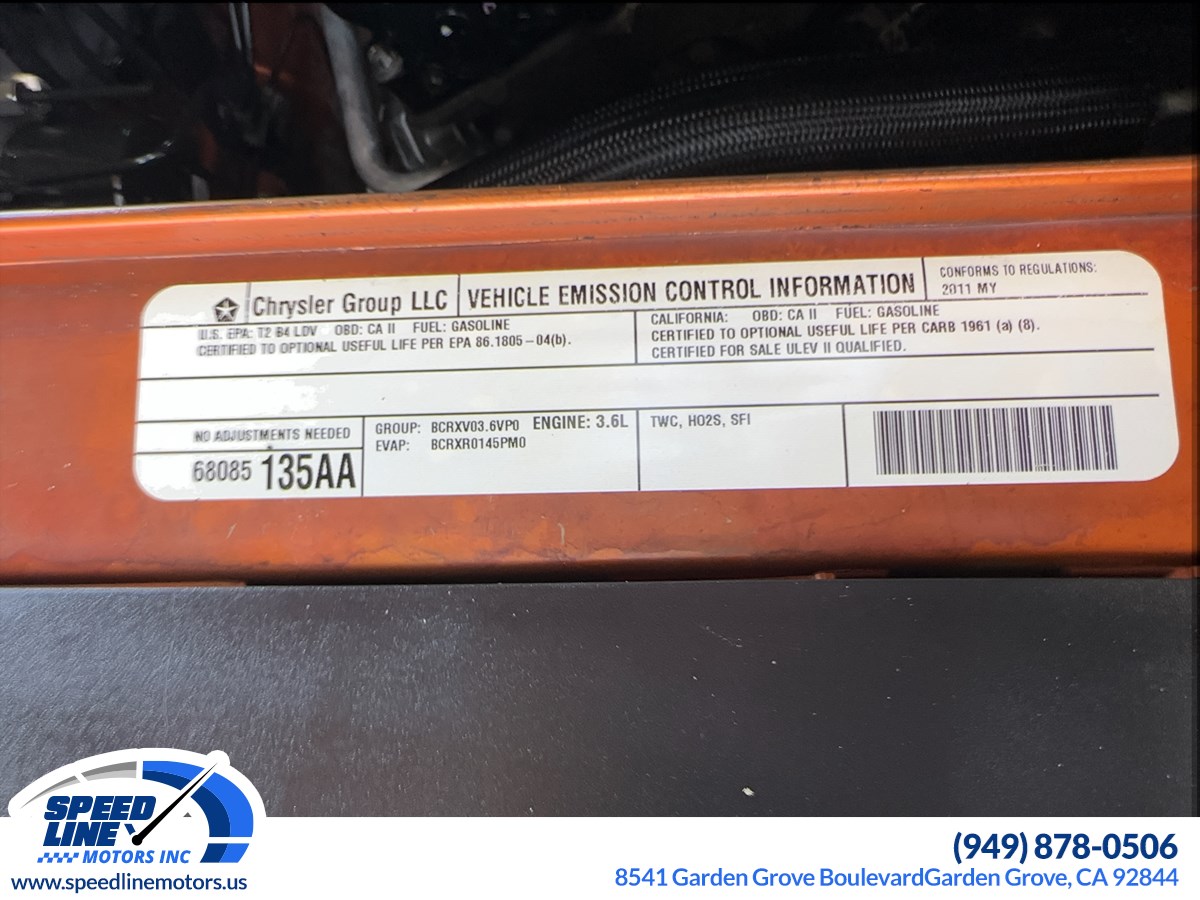 Chrysler Group LLC
VEHICLE EMISSION CONTROL INFORMATION
CONFORMS TO REGULATIONS:
2011 MY
U.S. EPA: T2 B4 LDV OBD: CA II FUEL: GASOLINE
CERTIFIED TO OPTIONAL USEFUL LIFE PER EPA 86.1805-04(b).
CALIFORNIA: OBD: CA II FUEL: GASOLINE
CERTIFIED TO OPTIONAL USEFUL LIFE PER CARB 1961 (a) (8).
CERTIFIED FOR SALE ULEV II QUALIFIED.
NO ADJUSTMENTS NEEDED
68085 135AA
GROUP: BCRXV03.6VP0 ENGINE: 3.6L
EVAP: BCRXR0145PM0
TWC, HO2S, SFI
SPEED
LINE
MOTORS INC
www.speedlinemotors.us
(949) 878-0506
8541 Garden Grove BoulevardGarden Grove, CA 92844